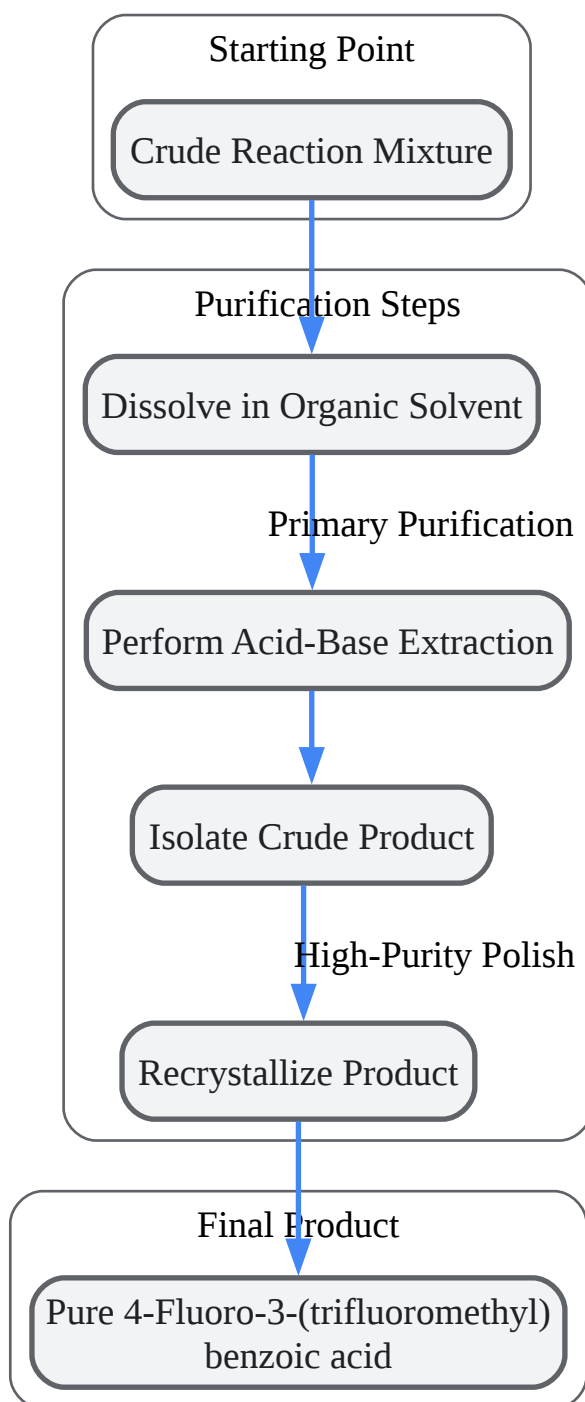 Starting Point
Crude Reaction Mixture
Purification Steps
Dissolve in Organic Solvent
Primary Purification
Perform Acid-Base Extraction
Isolate Crude Product
High-Purity Polish
Recrystallize Product
Final Product
Pure 4-Fluoro-3-(trifluoromethyl)
benzoic acid